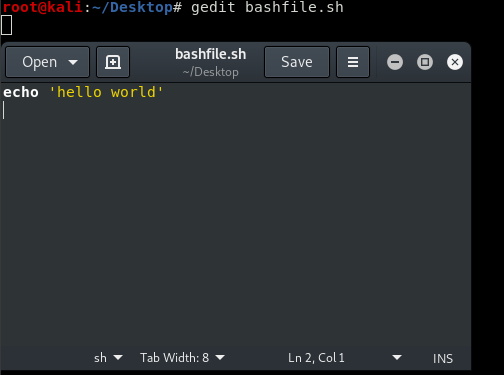 root@kali:~/Desktop# gedit bashfile.sh
Open
bashfile.sh
~/Desktop
Save
echo 'hello world'
sh Tab Width: 8 Ln 2, Col 1 INS